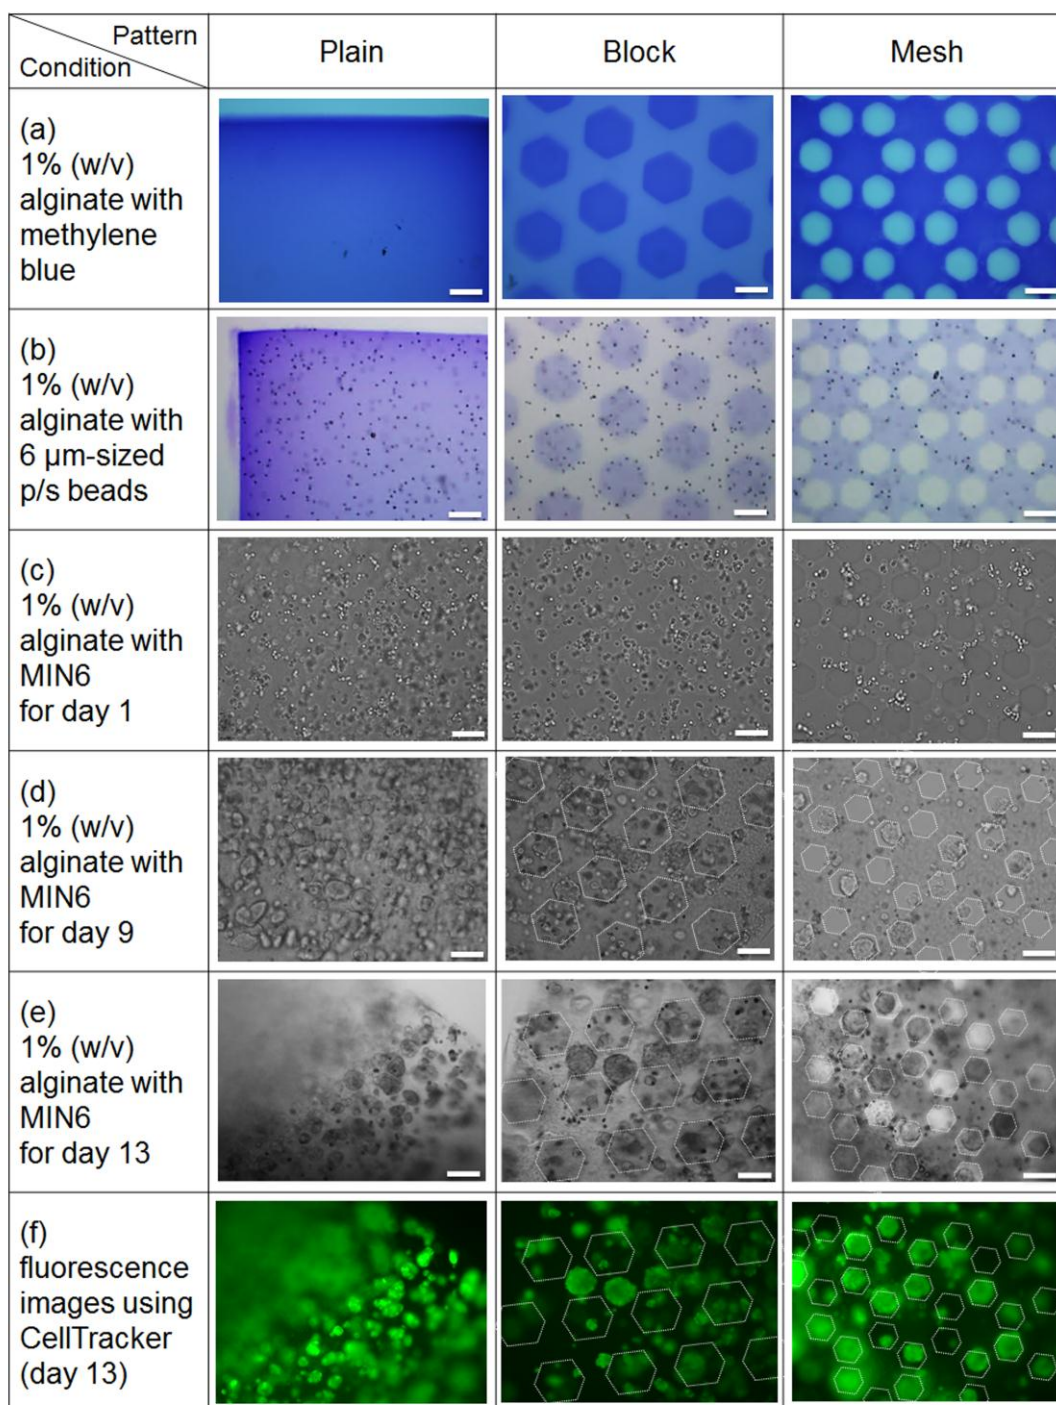 Pattern
Condition
Plain
Block
Mesh
(a)
1% (w/v)
alginate with
methylene
blue
(b)
1% (w/v)
alginate with
6 µm-sized
p/s beads
(c)
1% (w/v)
alginate with
MIN6
for day 1
(d)
1% (w/v)
alginate with
MIN6
for day 9
(e)
1% (w/v)
alginate with
MIN6
for day 13
(f)
fluorescence
images using
CellTracker
(day 13)